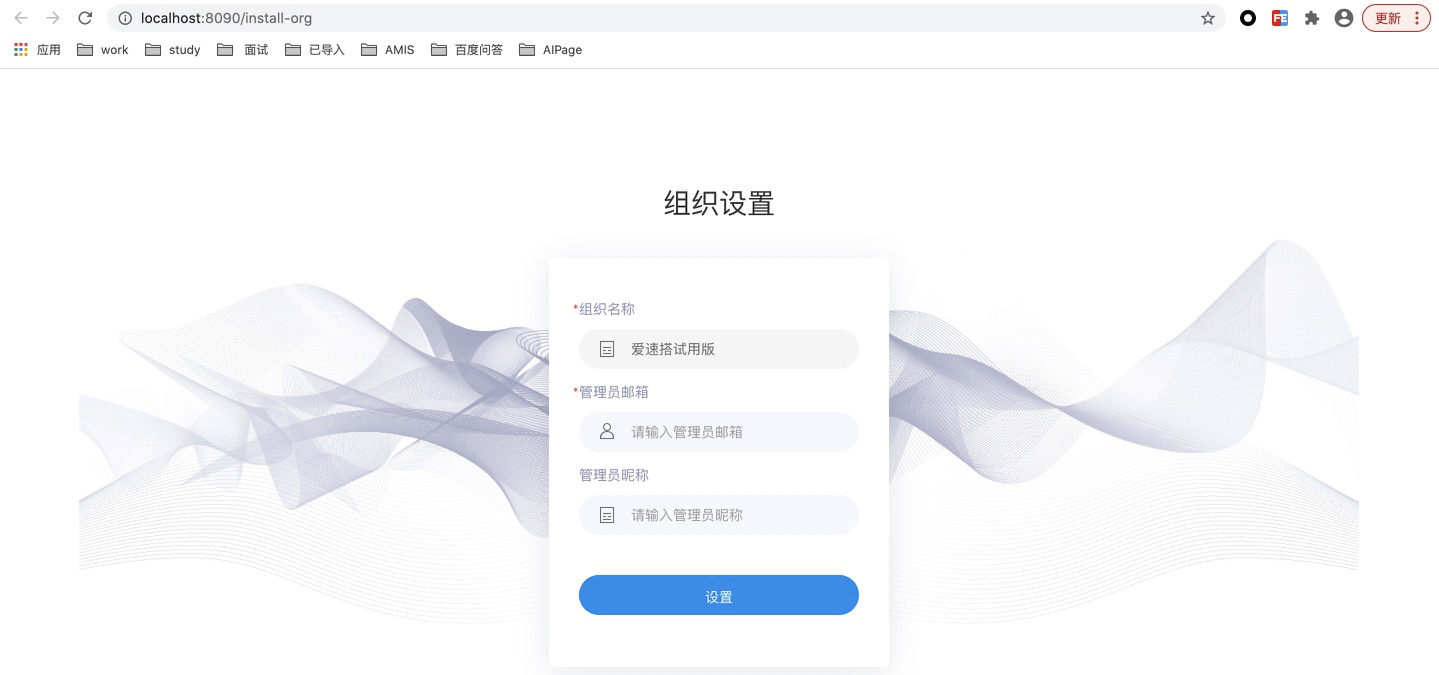 localhost:8090/install-org
更新
应用 work study 面试 已导入 AMIS 百度问答 AIPage
组织设置
*组织名称
爱速搭试用版
*管理员邮箱
请输入管理员邮箱
管理员昵称
请输入管理员昵称
设置